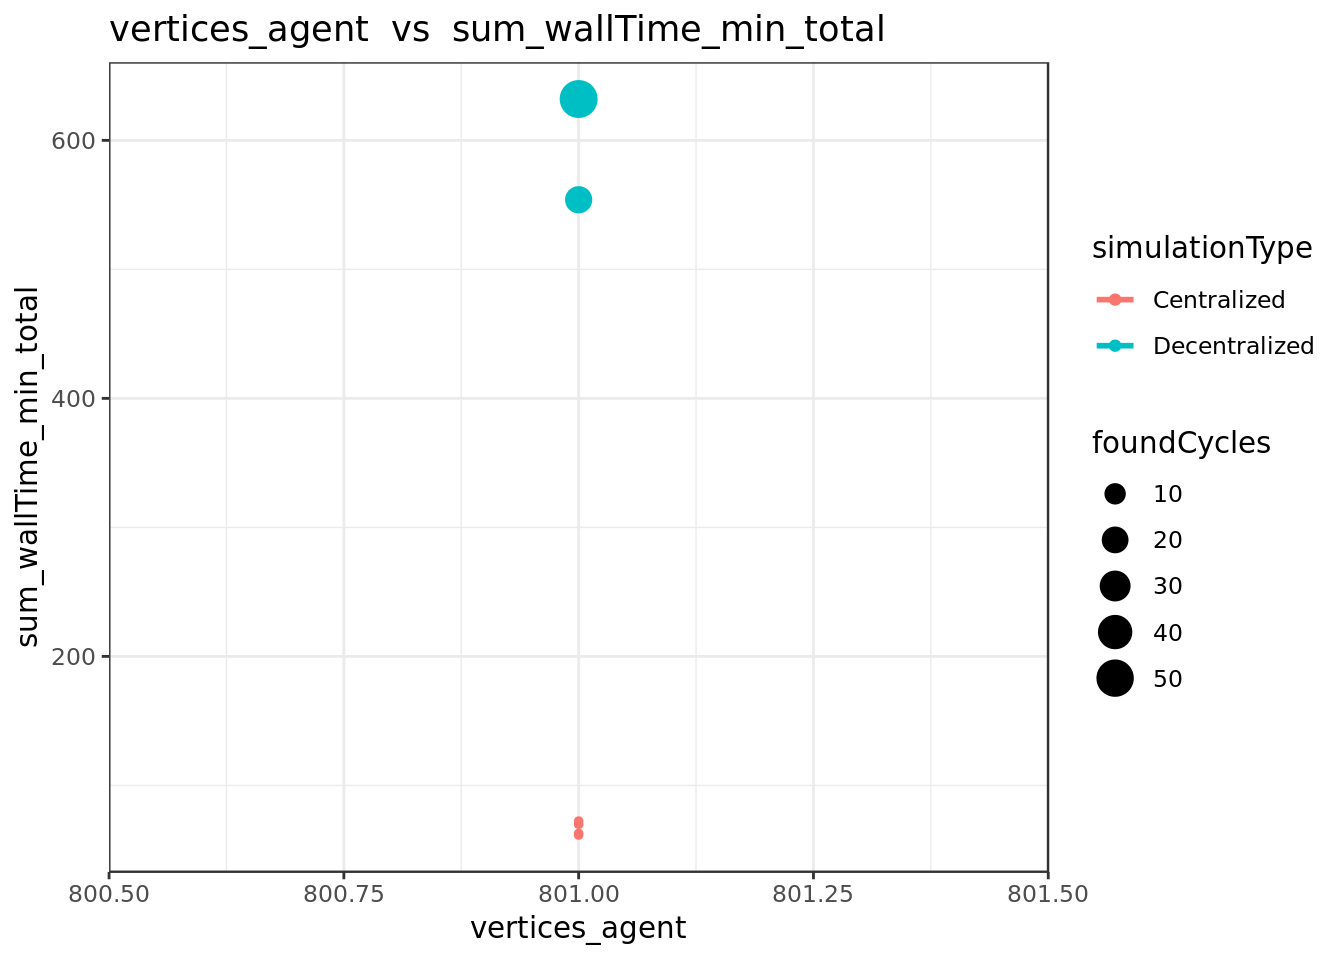 vertices_agent vs sum_wallTime_min_total
sum_wallTime_min_total
600
400
200
800.50 800.75 801.00 801.25 801.50
vertices_agent
simulationType
Centralized
Decentralized
foundCycles
10
20
30
40
50